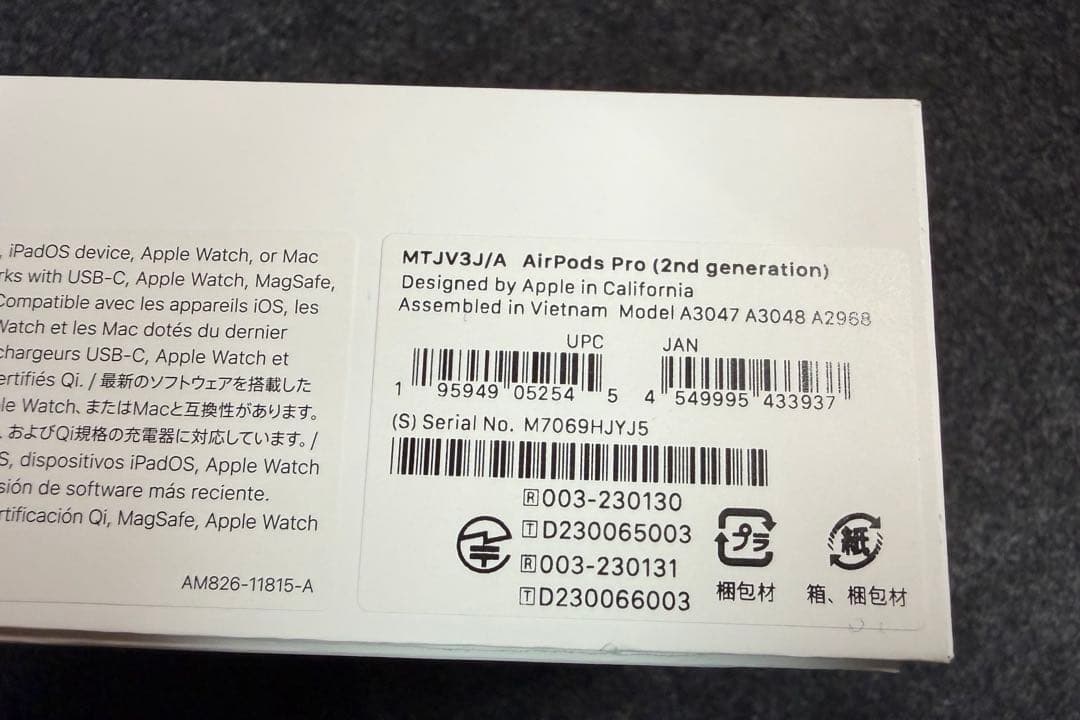 , iPadOS device, Apple Watch, or Mac
rks with USB-C, Apple Watch, MagSafe,
Compatible avec les appareils iOS, les
Watch et les Mac dotés du dernier
chargeurs USB-C, Apple Watch et
ertifiés Qi. / 最新のソフトウェアを搭載した
le Watch、またはMacと互換性があります。
、およびQi規格の充電器に対応しています。/
S, dispositivos iPadOS, Apple Watch
sión de software más reciente.
rtificación Qi, MagSafe, Apple Watch
AM826-11815-A
MTJV3J/A AirPods Pro (2nd generation)
Designed by Apple in California
Assembled in Vietnam Model A3047 A3048 A2968
UPC JAN
1 95949 05254 5 4 549995 433937
(S) Serial No. M7069HJYJ5
R 003-230130
T D230065003
R 003-230131
T D230066003
プラ 紙
梱包材 箱、梱包材